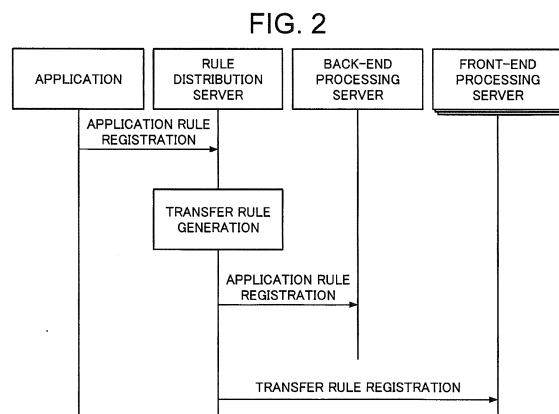 FIG. 2
APPLICATION
RULE
DISTRIBUTION
SERVER
BACK-END
PROCESSING
SERVER
FRONT-END
PROCESSING
SERVER
APPLICATION RULE
REGISTRATION
TRANSFER RULE
GENERATION
APPLICATION RULE
REGISTRATION
TRANSFER RULE REGISTRATION